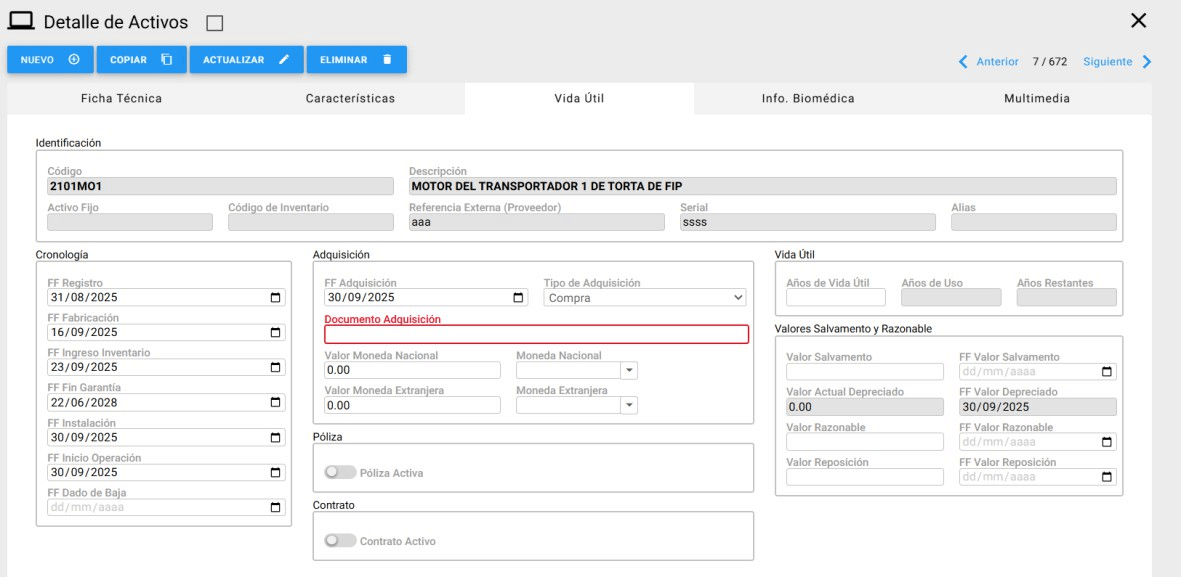 Detalle de Activos
NUEVO COPIAR ACTUALIZAR ELIMINAR
Anterior 7 / 672 Siguiente
Ficha Técnica Características Vida Útil Info. Biomédica Multimedia
Identificación
Código Descripción
2101MO1 MOTOR DEL TRANSPORTADOR 1 DE TORTA DE FIP
Activo Fijo Código de Inventario Referencia Externa (Proveedor) Serial Alias
aaa ssss
Cronología
FF Registro
31/08/2025
FF Fabricación
16/09/2025
FF Ingreso Inventario
23/09/2025
FF Fin Garantía
22/06/2028
FF Instalación
30/09/2025
FF Inicio Operación
30/09/2025
FF Dado de Baja
dd/mm/aaaa
Adquisición
FF Adquisición Tipo de Adquisición
30/09/2025 Compra
Documento Adquisición
Valor Moneda Nacional Moneda Nacional
0.00
Valor Moneda Extranjera Moneda Extranjera
0.00
Póliza
Póliza Activa
Contrato
Contrato Activo
Vida Útil
Años de Vida Útil Años de Uso Años Restantes
Valores Salvamento y Razonable
Valor Salvamento FF Valor Salvamento
dd/mm/aaaa
Valor Actual Depreciado FF Valor Depreciado
0.00 30/09/2025
Valor Razonable FF Valor Razonable
dd/mm/aaaa
Valor Reposición FF Valor Reposición
dd/mm/aaaa